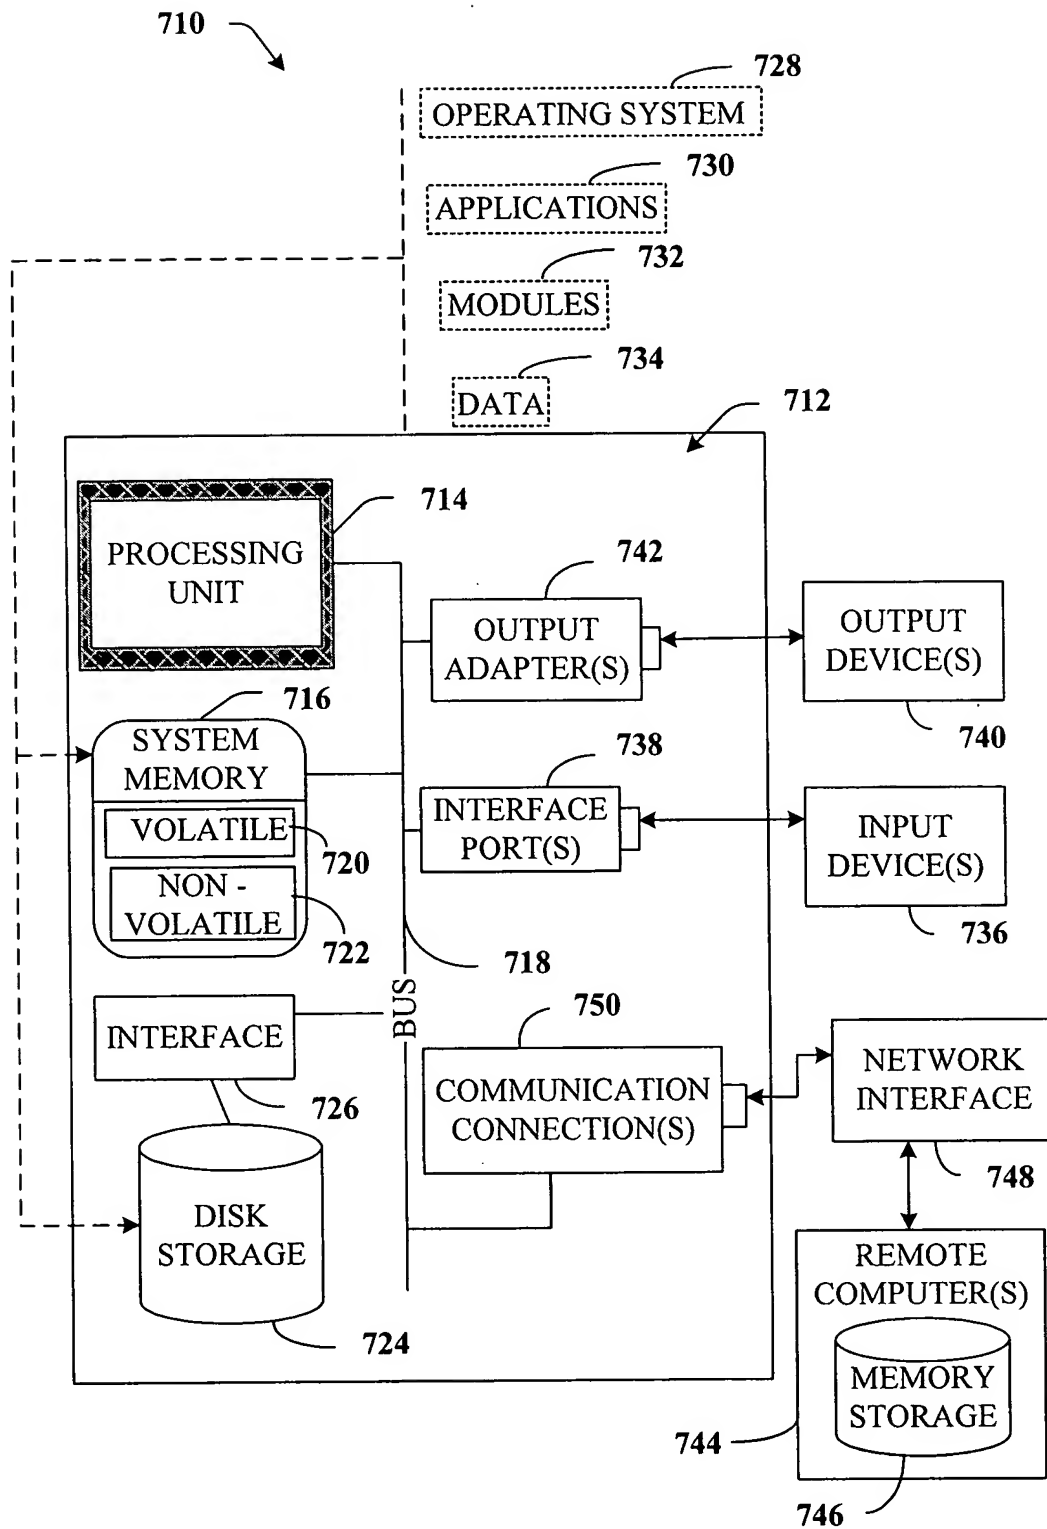 710
728
OPERATING SYSTEM
730
APPLICATIONS
732
MODULES
734
DATA
712
714
PROCESSING
UNIT
742
OUTPUT
ADAPTER(S)
OUTPUT
DEVICE(S)
740
716
SYSTEM
MEMORY
VOLATILE
720
NON -
VOLATILE
722
738
INTERFACE
PORT(S)
INPUT
DEVICE(S)
736
718
BUS
INTERFACE
726
750
COMMUNICATION
CONNECTION(S)
NETWORK
INTERFACE
748
DISK
STORAGE
724
REMOTE
COMPUTER(S)
MEMORY
STORAGE
744
746